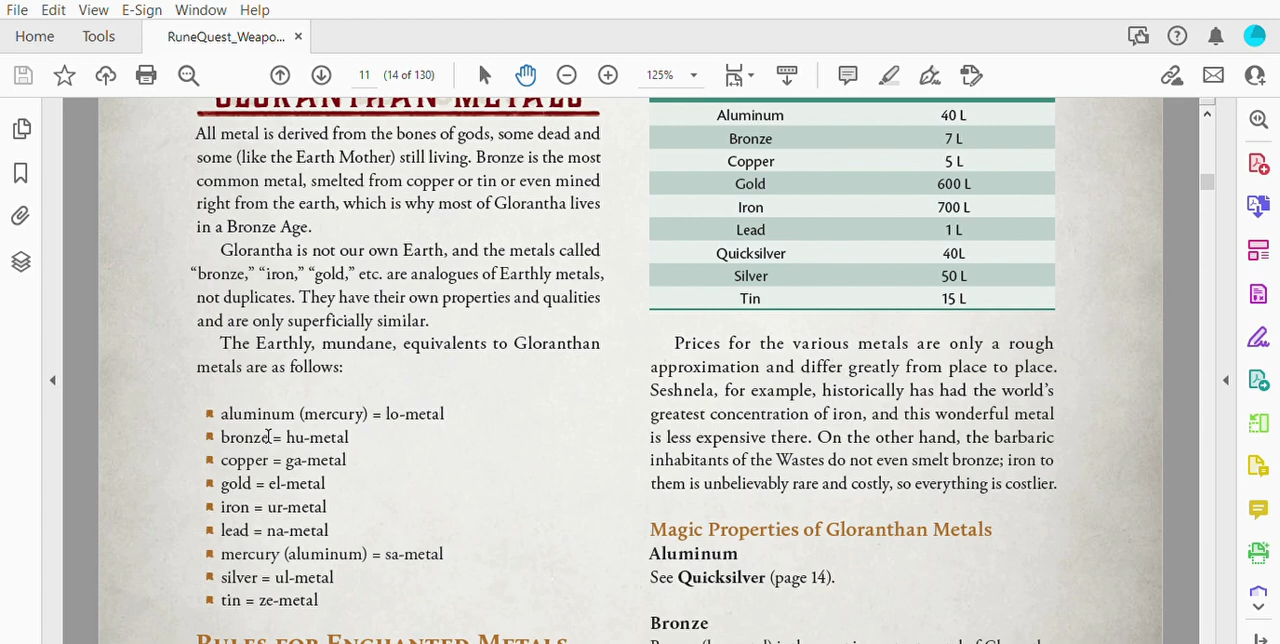 File Edit View E-Sign Window Help
Home Tools RuneQuest_Weapo... ×
11 (14 of 130) 125%
GLORANTHAN METALS
All metal is derived from the bones of gods, some dead and
some (like the Earth Mother) still living. Bronze is the most
common metal, smelted from copper or tin or even mined
right from the earth, which is why most of Glorantha lives
in a Bronze Age.
Glorantha is not our own Earth, and the metals called
“bronze,” “iron,” “gold,” etc. are analogues of Earthly metals,
not duplicates. They have their own properties and qualities
and are only superficially similar.
The Earthly, mundane, equivalents to Gloranthan
metals are as follows:
aluminum (mercury) = lo-metal
bronze = hu-metal
copper = ga-metal
gold = el-metal
iron = ur-metal
lead = na-metal
mercury (aluminum) = sa-metal
silver = ul-metal
tin = ze-metal
RULES FOR ENCHANTED METALS
Aluminum 40 L
Bronze 7 L
Copper 5 L
Gold 600 L
Iron 700 L
Lead 1 L
Quicksilver 40L
Silver 50 L
Tin 15 L
Prices for the various metals are only a rough
approximation and differ greatly from place to place.
Seshnela, for example, historically has had the world’s
greatest concentration of iron, and this wonderful metal
is less expensive there. On the other hand, the barbaric
inhabitants of the Wastes do not even smelt bronze; iron to
them is unbelievably rare and costly, so everything is costlier.
Magic Properties of Gloranthan Metals
Aluminum
See Quicksilver (page 14).
Bronze